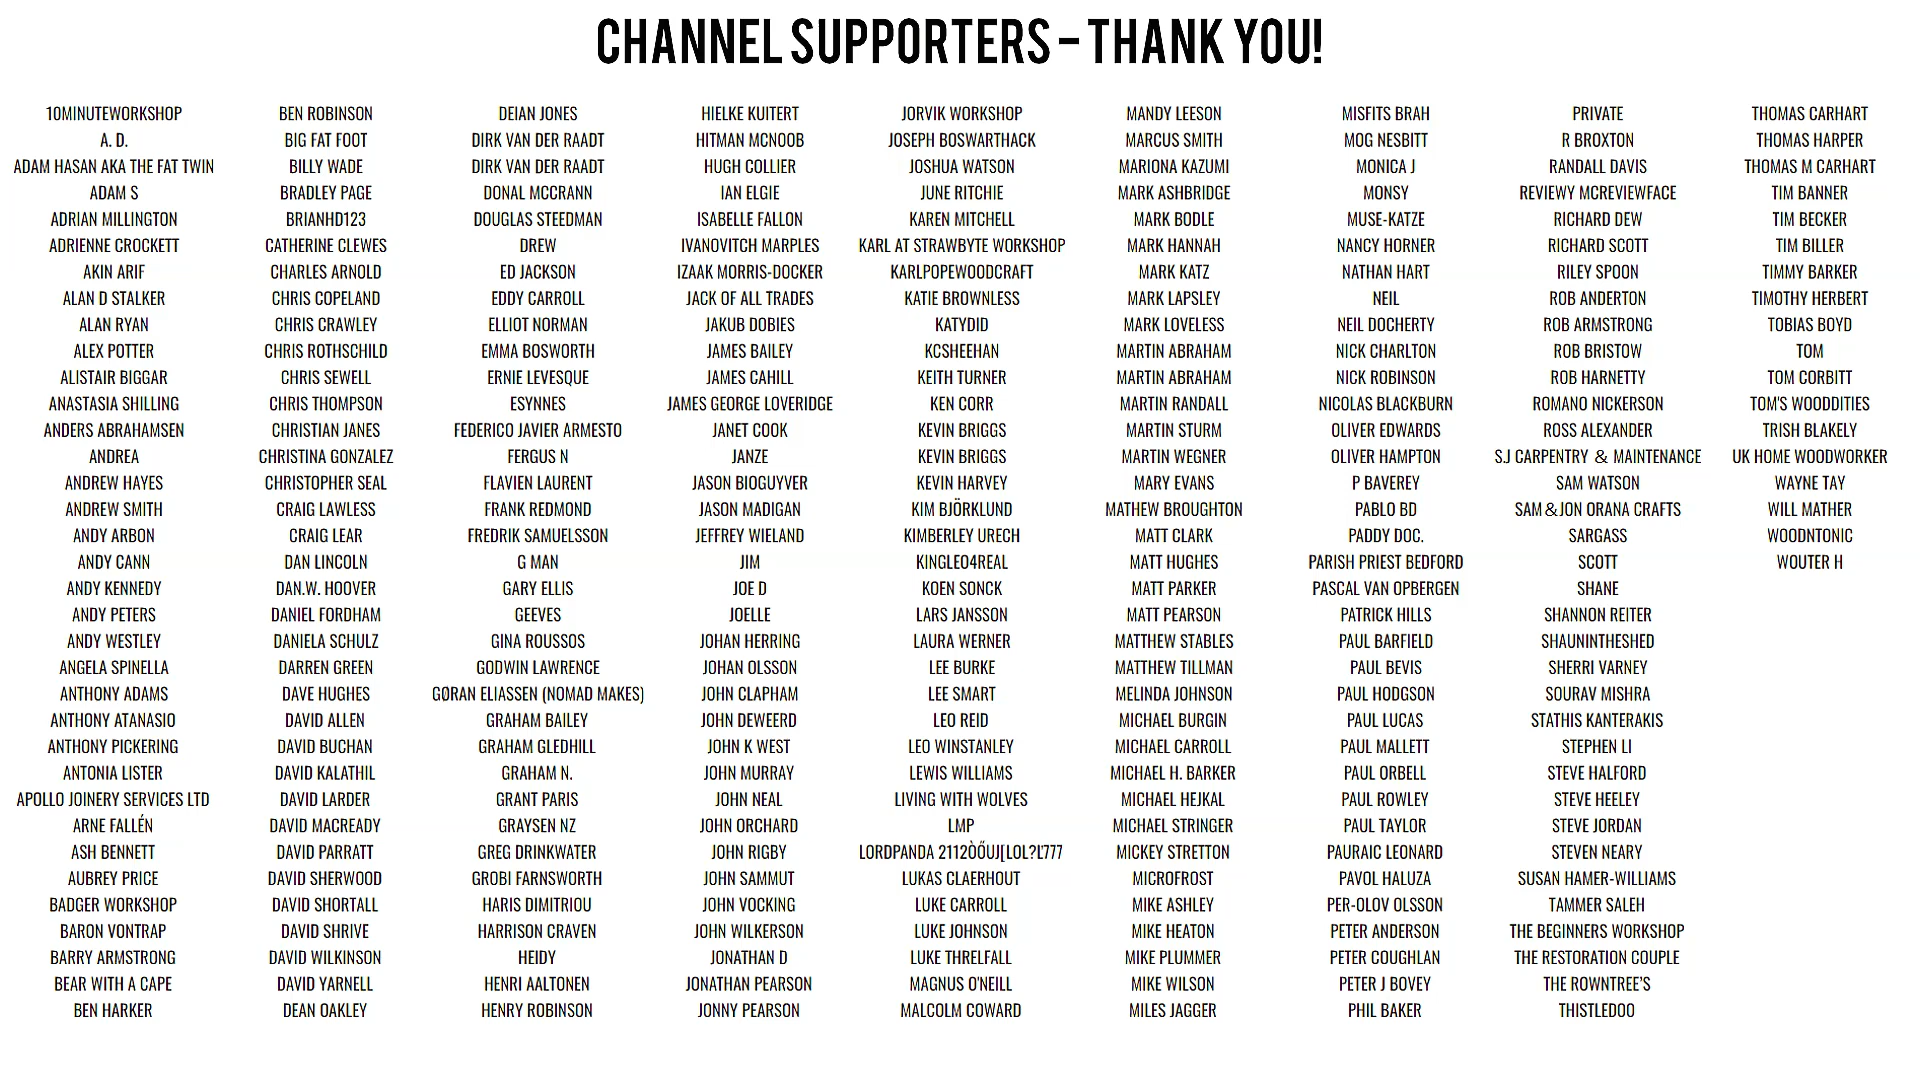 CHANNEL SUPPORTERS – THANK YOU!
10MINUTEWORKSHOP
A. D.
ADAM HASAN AKA THE FAT TWIN
ADAM S
ADRIAN MILLINGTON
ADRIENNE CROCKETT
AKIN ARIF
ALAN D STALKER
ALAN RYAN
ALEX POTTER
ALISTAIR BIGGAR
ANASTASIA SHILLING
ANDERS ABRAHAMSEN
ANDREA
ANDREW HAYES
ANDREW SMITH
ANDY ARBON
ANDY CANN
ANDY KENNEDY
ANDY PETERS
ANDY WESTLEY
ANGELA SPINELLA
ANTHONY ADAMS
ANTHONY ATANASIO
ANTHONY PICKERING
ANTONIA LISTER
APOLLO JOINERY SERVICES LTD
ARNE FALLÉN
ASH BENNETT
AUBREY PRICE
BADGER WORKSHOP
BARON VONTRAP
BARRY ARMSTRONG
BEAR WITH A CAPE
BEN HARKER
BEN ROBINSON
BIG FAT FOOT
BILLY WADE
BRADLEY PAGE
BRIANHD123
CATHERINE CLEWES
CHARLES ARNOLD
CHRIS COPELAND
CHRIS CRAWLEY
CHRIS ROTHSCHILD
CHRIS SEWELL
CHRIS THOMPSON
CHRISTIAN JANES
CHRISTINA GONZALEZ
CHRISTOPHER SEAL
CRAIG LAWLESS
CRAIG LEAR
DAN LINCOLN
DAN.W. HOOVER
DANIEL FORDHAM
DANIELA SCHULZ
DARREN GREEN
DAVE HUGHES
DAVID ALLEN
DAVID BUCHAN
DAVID KALATHIL
DAVID LARDER
DAVID MACREADY
DAVID PARRATT
DAVID SHERWOOD
DAVID SHORTALL
DAVID SHRIVE
DAVID WILKINSON
DAVID YARNELL
DEAN OAKLEY
DEIAN JONES
DIRK VAN DER RAADT
DIRK VAN DER RAADT
DONAL MCCRANN
DOUGLAS STEEDMAN
DREW
ED JACKSON
EDDY CARROLL
ELLIOT NORMAN
EMMA BOSWORTH
ERNIE LEVESQUE
ESYNNES
FEDERICO JAVIER ARMESTO
FERGUS N
FLAVIEN LAURENT
FRANK REDMOND
FREDRIK SAMUELSSON
G MAN
GARY ELLIS
GEEVES
GINA ROUSSOS
GODWIN LAWRENCE
GØRAN ELIASSEN (NOMAD MAKES)
GRAHAM BAILEY
GRAHAM GLEDHILL
GRAHAM N.
GRANT PARIS
GRAYSEN NZ
GREG DRINKWATER
GROBI FARNSWORTH
HARIS DIMITRIOU
HARRISON CRAVEN
HEIDY
HENRI AALTONEN
HENRY ROBINSON
HIELKE KUITERT
HITMAN MCNOOB
HUGH COLLIER
IAN ELGIE
ISABELLE FALLON
IVANOVITCH MARPLES
IZAAK MORRIS-DOCKER
JACK OF ALL TRADES
JAKUB DOBIES
JAMES BAILEY
JAMES CAHILL
JAMES GEORGE LOVERIDGE
JANET COOK
JANZE
JASON BIOGUYVER
JASON MADIGAN
JEFFREY WIELAND
JIM
JOE D
JOELLE
JOHAN HERRING
JOHAN OLSSON
JOHN CLAPHAM
JOHN DEWEERD
JOHN K WEST
JOHN MURRAY
JOHN NEAL
JOHN ORCHARD
JOHN RIGBY
JOHN SAMMUT
JOHN VOCKING
JOHN WILKERSON
JONATHAN D
JONATHAN PEARSON
JONNY PEARSON
JORVIK WORKSHOP
JOSEPH BOSWARTHACK
JOSHUA WATSON
JUNE RITCHIE
KAREN MITCHELL
KARL AT STRAWBYTE WORKSHOP
KARLPOPEWOODCRAFT
KATIE BROWNLESS
KATYDID
KCSHEEHAN
KEITH TURNER
KEN CORR
KEVIN BRIGGS
KEVIN BRIGGS
KEVIN HARVEY
KIM BJÖRKLUND
KIMBERLEY URECH
KINGLEO4REAL
KOEN SONCK
LARS JANSSON
LAURA WERNER
LEE BURKE
LEE SMART
LEO REID
LEO WINSTANLEY
LEWIS WILLIAMS
LIVING WITH WOLVES
LMP
LORDPANDA 2112ÒŐUJ[LOL?L'777
LUKAS CLAERHOUT
LUKE CARROLL
LUKE JOHNSON
LUKE THRELFALL
MAGNUS O'NEILL
MALCOLM COWARD
MANDY LEESON
MARCUS SMITH
MARIONA KAZUMI
MARK ASHBRIDGE
MARK BODLE
MARK HANNAH
MARK KATZ
MARK LAPSLEY
MARK LOVELESS
MARTIN ABRAHAM
MARTIN ABRAHAM
MARTIN RANDALL
MARTIN STURM
MARTIN WEGNER
MARY EVANS
MATHEW BROUGHTON
MATT CLARK
MATT HUGHES
MATT PARKER
MATT PEARSON
MATTHEW STABLES
MATTHEW TILLMAN
MELINDA JOHNSON
MICHAEL BURGIN
MICHAEL CARROLL
MICHAEL H. BARKER
MICHAEL HEJKAL
MICHAEL STRINGER
MICKEY STRETTON
MICROFROST
MIKE ASHLEY
MIKE HEATON
MIKE PLUMMER
MIKE WILSON
MILES JAGGER
MISFITS BRAH
MOG NESBITT
MONICA J
MONSY
MUSE-KATZE
NANCY HORNER
NATHAN HART
NEIL
NEIL DOCHERTY
NICK CHARLTON
NICK ROBINSON
NICOLAS BLACKBURN
OLIVER EDWARDS
OLIVER HAMPTON
P BAVEREY
PABLO BD
PADDY DOC.
PARISH PRIEST BEDFORD
PASCAL VAN OPBERGEN
PATRICK HILLS
PAUL BARFIELD
PAUL BEVIS
PAUL HODGSON
PAUL LUCAS
PAUL MALLETT
PAUL ORBELL
PAUL ROWLEY
PAUL TAYLOR
PAURAIC LEONARD
PAVOL HALUZA
PER-OLOV OLSSON
PETER ANDERSON
PETER COUGHLAN
PETER J BOVEY
PHIL BAKER
PRIVATE
R BROXTON
RANDALL DAVIS
REVIEWY MCREVIEWFACE
RICHARD DEW
RICHARD SCOTT
RILEY SPOON
ROB ANDERTON
ROB ARMSTRONG
ROB BRISTOW
ROB HARNETTY
ROMANO NICKERSON
ROSS ALEXANDER
S.J CARPENTRY & MAINTENANCE
SAM WATSON
SAM&JON ORANA CRAFTS
SARGASS
SCOTT
SHANE
SHANNON REITER
SHAUNINTHESHED
SHERRI VARNEY
SOURAV MISHRA
STATHIS KANTERAKIS
STEPHEN LI
STEVE HALFORD
STEVE HEELEY
STEVE JORDAN
STEVEN NEARY
SUSAN HAMER-WILLIAMS
TAMMER SALEH
THE BEGINNERS WORKSHOP
THE RESTORATION COUPLE
THE ROWNTREE'S
THISTLEDOO
THOMAS CARHART
THOMAS HARPER
THOMAS M CARHART
TIM BANNER
TIM BECKER
TIM BILLER
TIMMY BARKER
TIMOTHY HERBERT
TOBIAS BOYD
TOM
TOM CORBITT
TOM'S WOODDITIES
TRISH BLAKELY
UK HOME WOODWORKER
WAYNE TAY
WILL MATHER
WOODNTONIC
WOUTER H